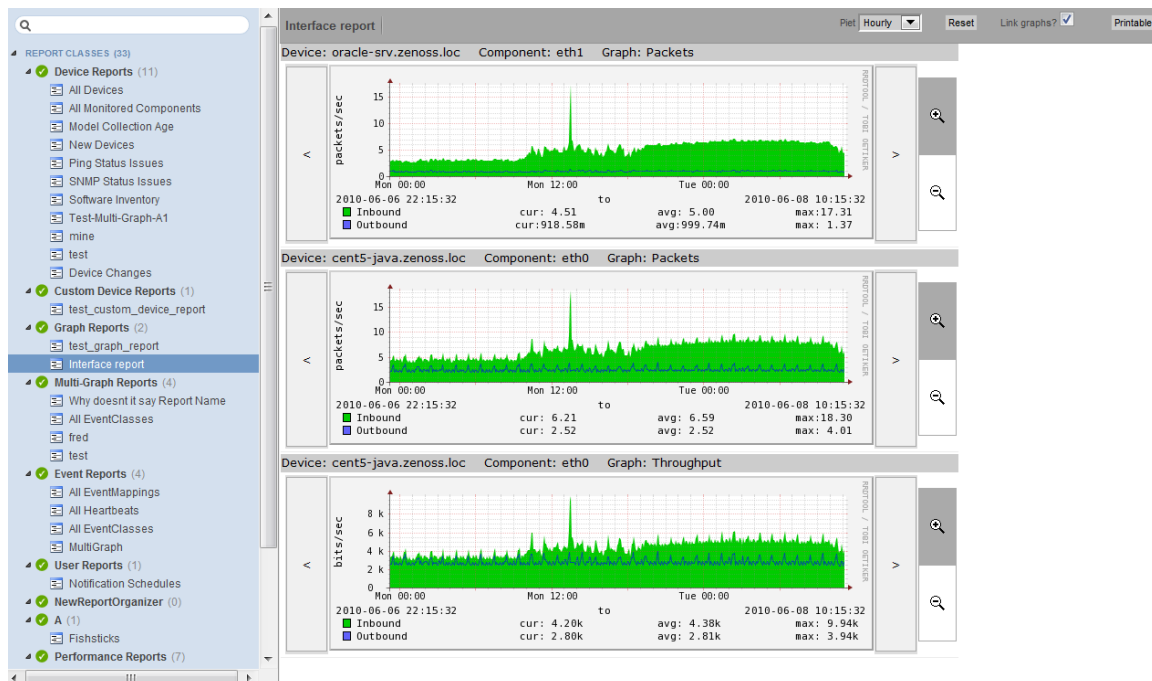 REPORT CLASSES (33)
Device Reports (11)
All Devices
All Monitored Components
Model Collection Age
New Devices
Ping Status Issues
SNMP Status Issues
Software Inventory
Test-Multi-Graph-A1
mine
test
Device Changes
Custom Device Reports (1)
test_custom_device_report
Graph Reports (2)
test_graph_report
Interface report
Multi-Graph Reports (4)
Why doesnt it say Report Name
All EventClasses
fred
test
Event Reports (4)
All EventMappings
All Heartbeats
All EventClasses
MultiGraph
User Reports (1)
Notification Schedules
NewReportOrganizer (0)
A (1)
Fishsticks
Performance Reports (7)
Interface report Piet Hourly Reset Link graphs? Printable
Device: oracle-srv.zenoss.loc Component: eth1 Graph: Packets
<
packets/sec
15
10
5
0
Mon 00:00 Mon 12:00 Tue 00:00
2010-06-06 22:15:32 to 2010-06-08 10:15:32
Inbound cur: 4.51 avg: 5.00 max:17.31
Outbound cur:918.58m avg:999.74m max: 1.37
RRDTOOL / TOBI OETIKER
>
Device: cent5-java.zenoss.loc Component: eth0 Graph: Packets
<
packets/sec
15
10
5
0
Mon 00:00 Mon 12:00 Tue 00:00
2010-06-06 22:15:32 to 2010-06-08 10:15:32
Inbound cur: 6.21 avg: 6.59 max:18.30
Outbound cur: 2.52 avg: 2.52 max: 4.01
RRDTOOL / TOBI OETIKER
>
Device: cent5-java.zenoss.loc Component: eth0 Graph: Throughput
<
bits/sec
8 k
6 k
4 k
2 k
0
Mon 00:00 Mon 12:00 Tue 00:00
2010-06-06 22:15:32 to 2010-06-08 10:15:32
Inbound cur: 4.20k avg: 4.38k max: 9.94k
Outbound cur: 2.80k avg: 2.81k max: 3.94k
RRDTOOL / TOBI OETIKER
>